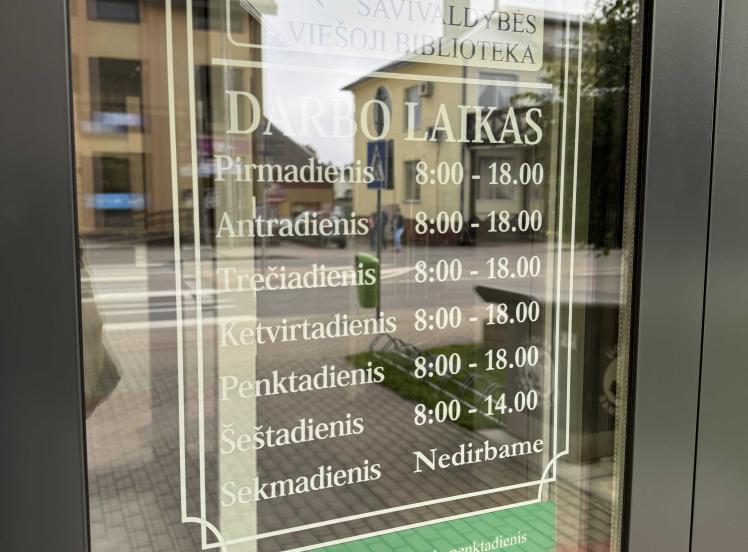 SAVIVALDYBĖS
VIEŠOJI BIBLIOTEKA
DARBO LAIKAS
Pirmadienis 8:00 - 18.00
Antradienis 8:00 - 18.00
Trečiadienis 8:00 - 18.00
Ketvirtadienis 8:00 - 18.00
Penktadienis 8:00 - 18.00
Šeštadienis 8:00 - 14.00
Sekmadienis Nedirbame
penktadienis